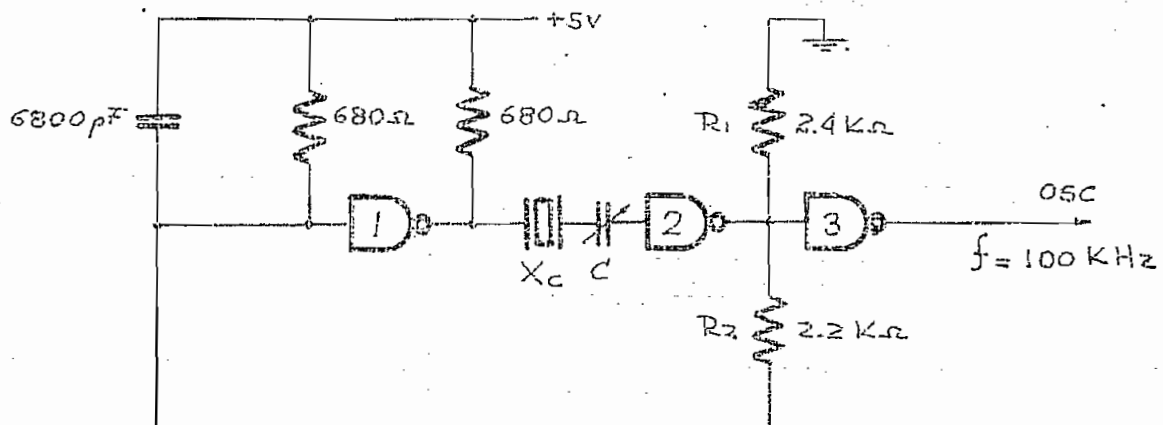 +5V
6800pF
680Ω
680Ω
R1
2.4KΩ
1
2
3
OSC
XC
C
f=100 KHz
R2
2.2KΩ